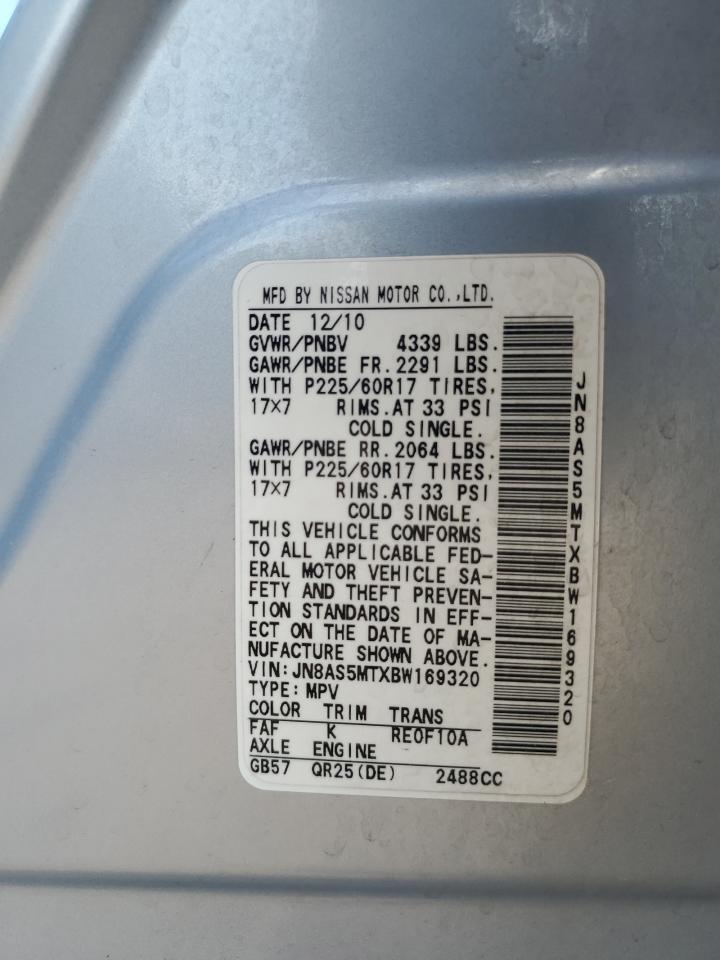 MFD BY NISSAN MOTOR CO.,LTD.
DATE 12/10
GVWR/PNBV 4339 LBS.
GAWR/PNBE FR.2291 LBS.
WITH P225/60R17 TIRES,
17×7 RIMS.AT 33 PSI
COLD SINGLE.
GAWR/PNBE RR.2064 LBS.
WITH P225/60R17 TIRES,
17×7 RIMS.AT 33 PSI
COLD SINGLE.
THIS VEHICLE CONFORMS
TO ALL APPLICABLE FED-
ERAL MOTOR VEHICLE SA-
FETY AND THEFT PREVEN-
TION STANDARDS IN EFF-
ECT ON THE DATE OF MA-
NUFACTURE SHOWN ABOVE.
VIN:JN8AS5MTXBW169320
TYPE:MPV
COLOR TRIM TRANS
FAF K RE0F10A
AXLE ENGINE
GB57 QR25(DE) 2488CC
JN8AS5MTXBW169320